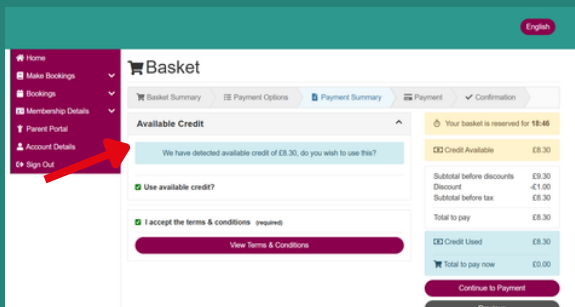 English
Home
Make Bookings
Bookings
Membership Details
Parent Portal
Account Details
Sign Out
Basket
Basket Summary
Payment Options
Payment Summary
Payment
Confirmation
Available Credit
We have detected available credit of £8.30, do you wish to use this?
Use available credit?
I accept the terms & conditions (required)
View Terms & Conditions
Your basket is reserved for 18:46
Credit Available £8.30
Subtotal before discounts £9.30
Discount -£1.00
Subtotal before tax £8.30
Total to pay £8.30
Credit Used £8.30
Total to pay now £0.00
Continue to Payment